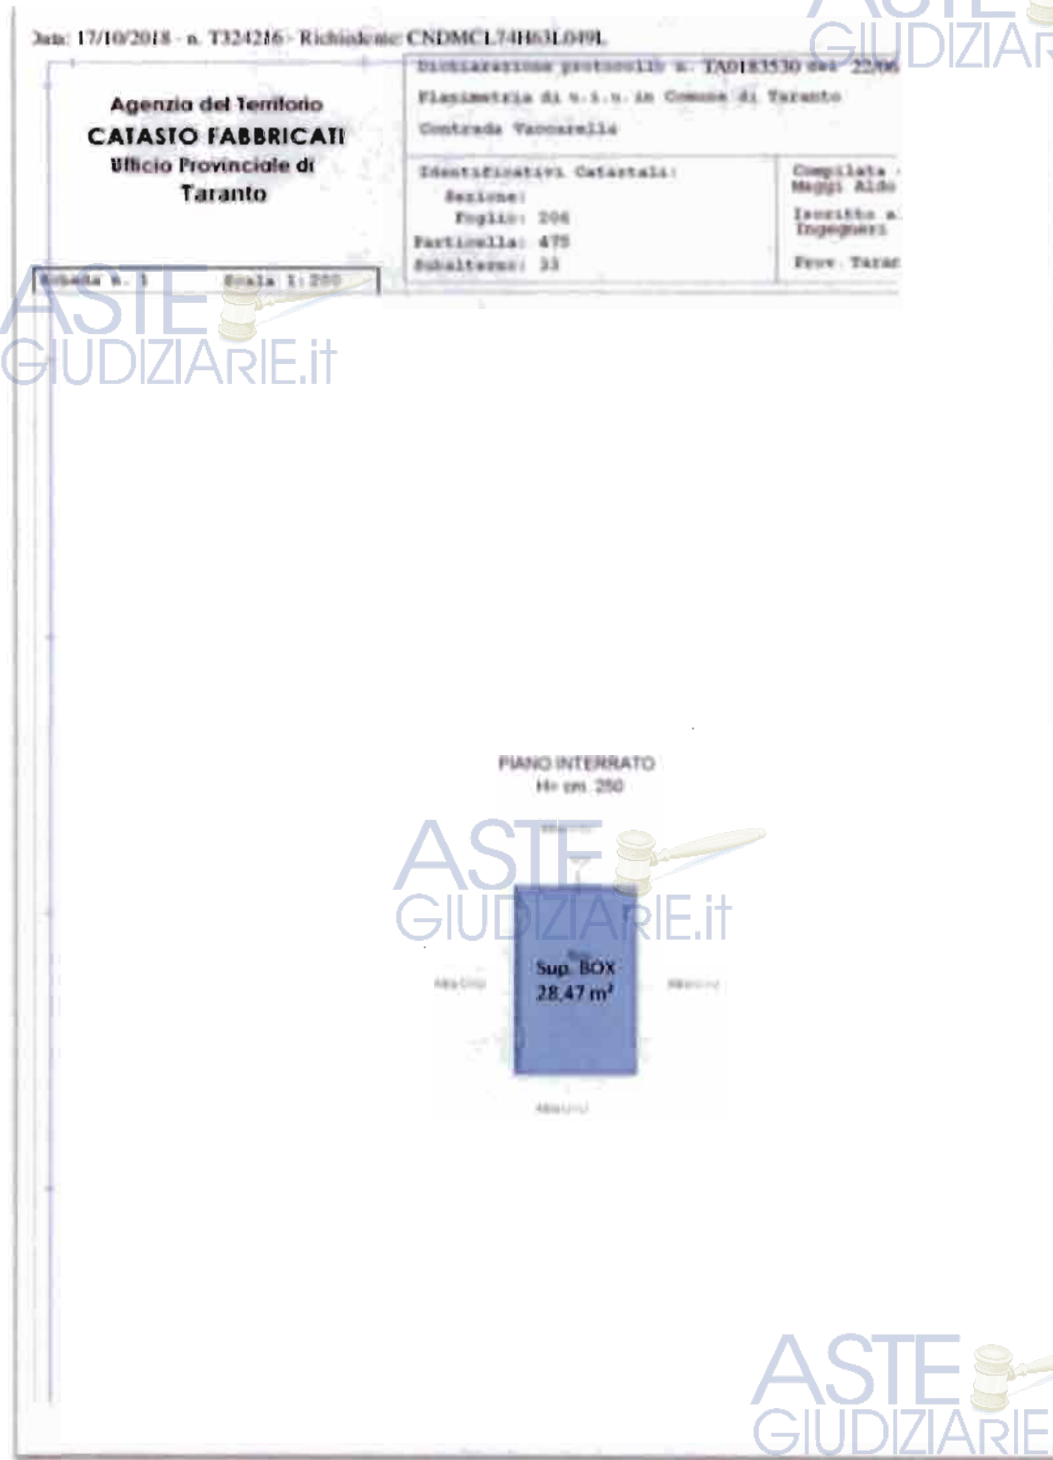 Data: 17/10/2018 - n. T324216 - Richiedente: CNDMCL74H63L049L
Agenzia del Territorio
CATASTO FABBRICATI
Ufficio Provinciale di
Taranto
Dichiarazione protocollo n. TA0183530 del 22/06
Planimetria di u.i.u. in Comune di Taranto
Contrada Vaccarella
Identificativi Catastali:
Sezione:
Foglio: 206
Particella: 475
Subalterno: 33
Compilata
Maggi Aldo
Iscritto a
Ingegneri
Prov. Taran
Scheda n. 1 Scala 1:200
ASTE
GIUDIZIARIE.it
PIANO INTERRATO
H= cm. 250
ASTE
GIUDIZIARIE.it
Sup. BOX
28,47 m²
ASTE
GIUDIZIARIE